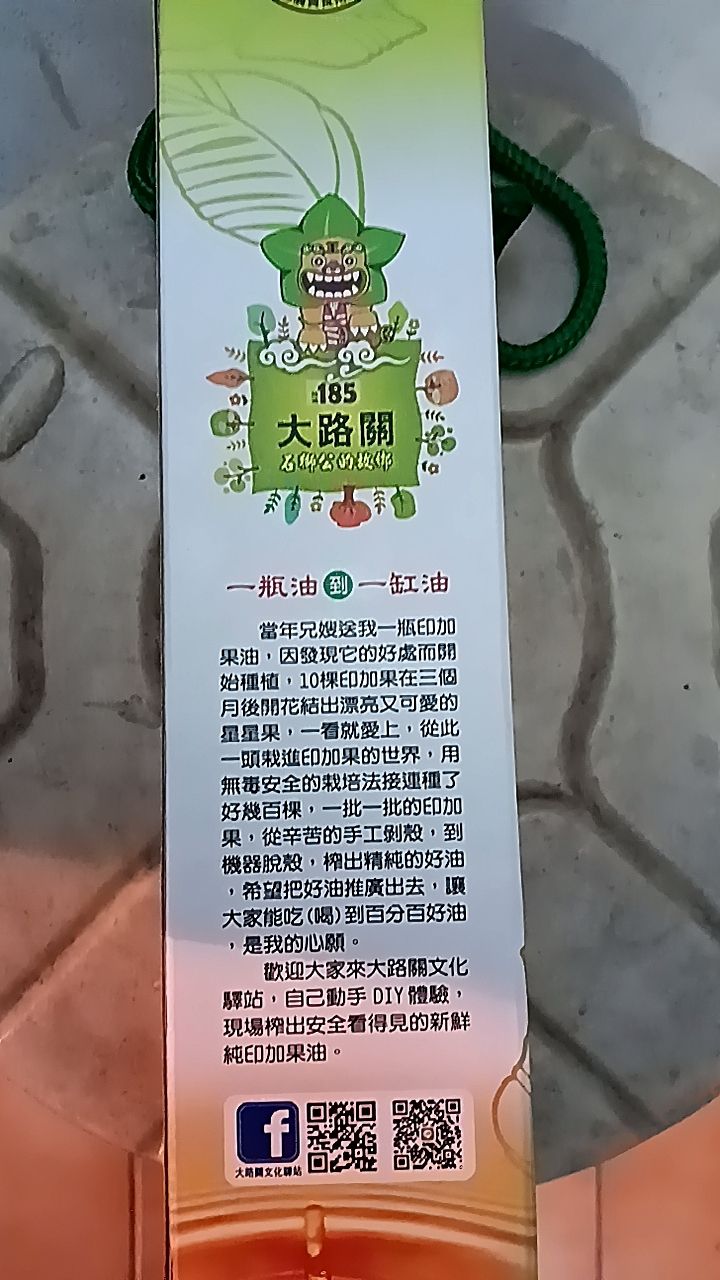 185
大路關
石獅公的故鄉
一瓶油到一缸油
當年兄嫂送我一瓶印加
果油，因發現它的好處而開
始種植，10棵印加果在三個
月後開花結出漂亮又可愛的
星星果，一看就愛上，從此
一頭栽進印加果的世界，用
無毒安全的栽培法接連種了
好幾百棵，一批一批的印加
果，從辛苦的手工剝殼，到
機器脫殼，榨出精純的好油
，希望把好油推廣出去，讓
大家能吃(喝)到百分百好油
，是我的心願。
歡迎大家來大路關文化
驛站，自己動手 DIY 體驗，
現場榨出安全看得見的新鮮
純印加果油。
f
大路關文化驛站